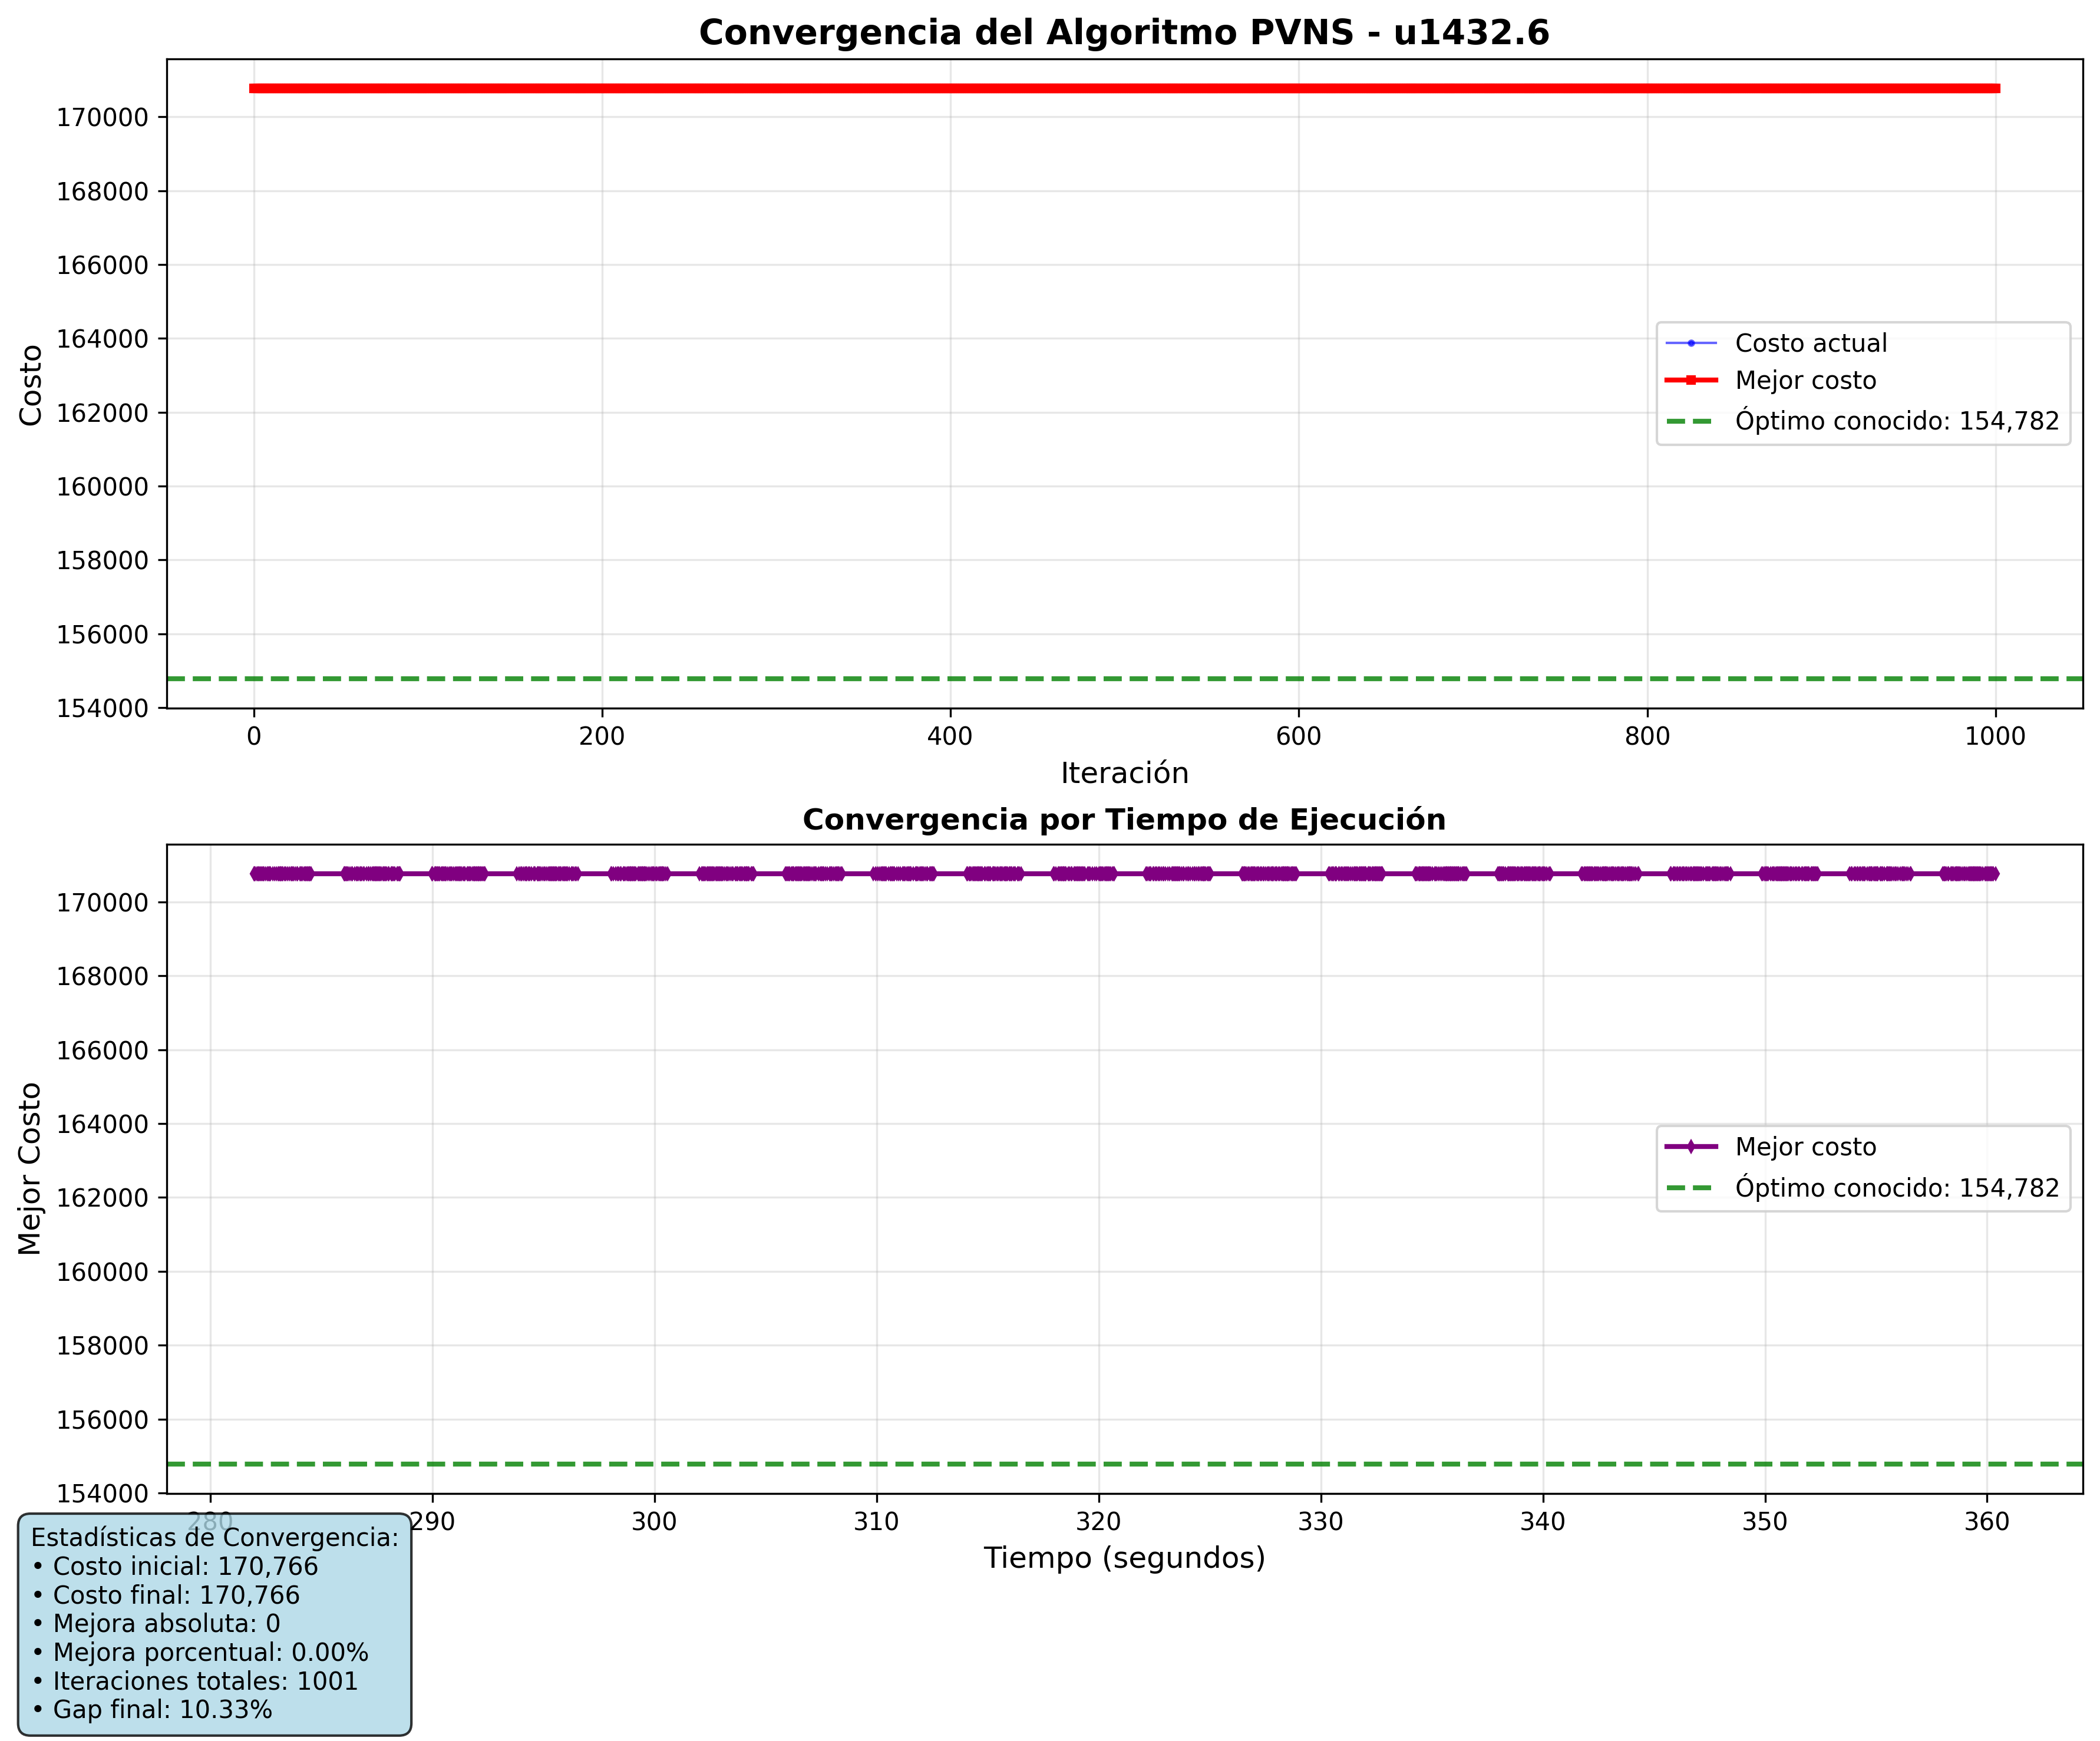 Convergencia del Algoritmo PVNS - u1432.6
Costo
170000
168000
166000
164000
162000
160000
158000
156000
154000
Costo actual
Mejor costo
Óptimo conocido: 154,782
0 200 400 600 800 1000
Iteración
Convergencia por Tiempo de Ejecución
Mejor Costo
170000
168000
166000
164000
162000
160000
158000
156000
154000
Mejor costo
Óptimo conocido: 154,782
280 290 300 310 320 330 340 350 360
Tiempo (segundos)
Estadísticas de Convergencia:
• Costo inicial: 170,766
• Costo final: 170,766
• Mejora absoluta: 0
• Mejora porcentual: 0.00%
• Iteraciones totales: 1001
• Gap final: 10.33%